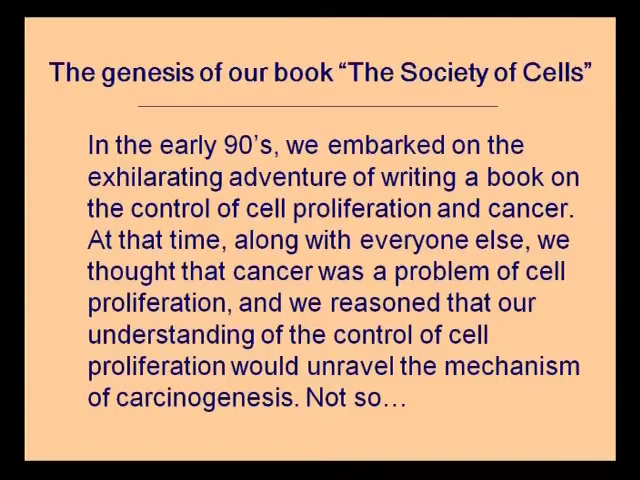 The genesis of our book “The Society of Cells”
In the early 90’s, we embarked on the
exhilarating adventure of writing a book on
the control of cell proliferation and cancer.
At that time, along with everyone else, we
thought that cancer was a problem of cell
proliferation, and we reasoned that our
understanding of the control of cell
proliferation would unravel the mechanism
of carcinogenesis. Not so…